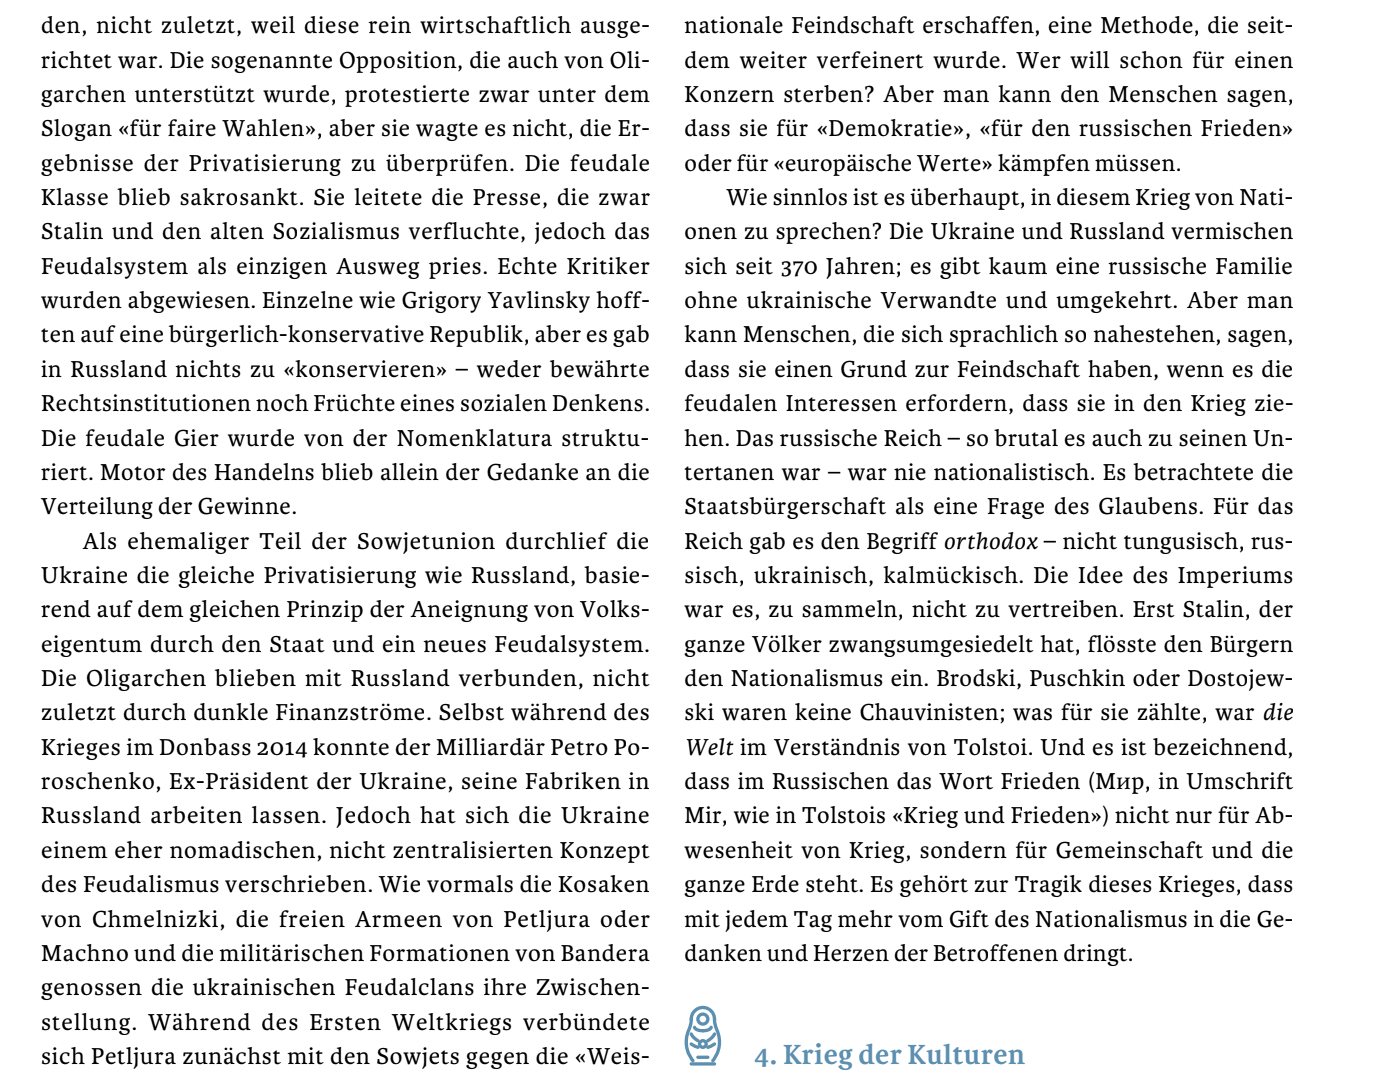 den, nicht zuletzt, weil diese rein wirtschaftlich ausge-
richtet war. Die sogenannte Opposition, die auch von Oli-
garchen unterstützt wurde, protestierte zwar unter dem
Slogan «für faire Wahlen», aber sie wagte es nicht, die Er-
gebnisse der Privatisierung zu überprüfen. Die feudale
Klasse blieb sakrosankt. Sie leitete die Presse, die zwar
Stalin und den alten Sozialismus verfluchte, jedoch das
Feudalsystem als einzigen Ausweg pries. Echte Kritiker
wurden abgewiesen. Einzelne wie Grigory Yavlinsky hoff-
ten auf eine bürgerlich-konservative Republik, aber es gab
in Russland nichts zu «konservieren» – weder bewährte
Rechtsinstitutionen noch Früchte eines sozialen Denkens.
Die feudale Gier wurde von der Nomenklatura struktu-
riert. Motor des Handelns blieb allein der Gedanke an die
Verteilung der Gewinne.
Als ehemaliger Teil der Sowjetunion durchlief die
Ukraine die gleiche Privatisierung wie Russland, basie-
rend auf dem gleichen Prinzip der Aneignung von Volks-
eigentum durch den Staat und ein neues Feudalsystem.
Die Oligarchen blieben mit Russland verbunden, nicht
zuletzt durch dunkle Finanzströme. Selbst während des
Krieges im Donbass 2014 konnte der Milliardär Petro Po-
roschenko, Ex-Präsident der Ukraine, seine Fabriken in
Russland arbeiten lassen. Jedoch hat sich die Ukraine
einem eher nomadischen, nicht zentralisierten Konzept
des Feudalismus verschrieben. Wie vormals die Kosaken
von Chmelnizki, die freien Armeen von Petljura oder
Machno und die militärischen Formationen von Bandera
genossen die ukrainischen Feudalclans ihre Zwischen-
stellung. Während des Ersten Weltkriegs verbündete
sich Petljura zunächst mit den Sowjets gegen die «Weis-
nationale Feindschaft erschaffen, eine Methode, die seit-
dem weiter verfeinert wurde. Wer will schon für einen
Konzern sterben? Aber man kann den Menschen sagen,
dass sie für «Demokratie», «für den russischen Frieden»
oder für «europäische Werte» kämpfen müssen.
Wie sinnlos ist es überhaupt, in diesem Krieg von Nati-
onen zu sprechen? Die Ukraine und Russland vermischen
sich seit 370 Jahren; es gibt kaum eine russische Familie
ohne ukrainische Verwandte und umgekehrt. Aber man
kann Menschen, die sich sprachlich so nahestehen, sagen,
dass sie einen Grund zur Feindschaft haben, wenn es die
feudalen Interessen erfordern, dass sie in den Krieg zie-
hen. Das russische Reich – so brutal es auch zu seinen Un-
tertanen war – war nie nationalistisch. Es betrachtete die
Staatsbürgerschaft als eine Frage des Glaubens. Für das
Reich gab es den Begriff orthodox – nicht tungusisch, rus-
sisch, ukrainisch, kalmückisch. Die Idee des Imperiums
war es, zu sammeln, nicht zu vertreiben. Erst Stalin, der
ganze Völker zwangsumgesiedelt hat, flösste den Bürgern
den Nationalismus ein. Brodski, Puschkin oder Dostojew-
ski waren keine Chauvinisten; was für sie zählte, war die
Welt im Verständnis von Tolstoi. Und es ist bezeichnend,
dass im Russischen das Wort Frieden (Мир, in Umschrift
Mir, wie in Tolstois «Krieg und Frieden») nicht nur für Ab-
wesenheit von Krieg, sondern für Gemeinschaft und die
ganze Erde steht. Es gehört zur Tragik dieses Krieges, dass
mit jedem Tag mehr vom Gift des Nationalismus in die Ge-
danken und Herzen der Betroffenen dringt.
4. Krieg der Kulturen